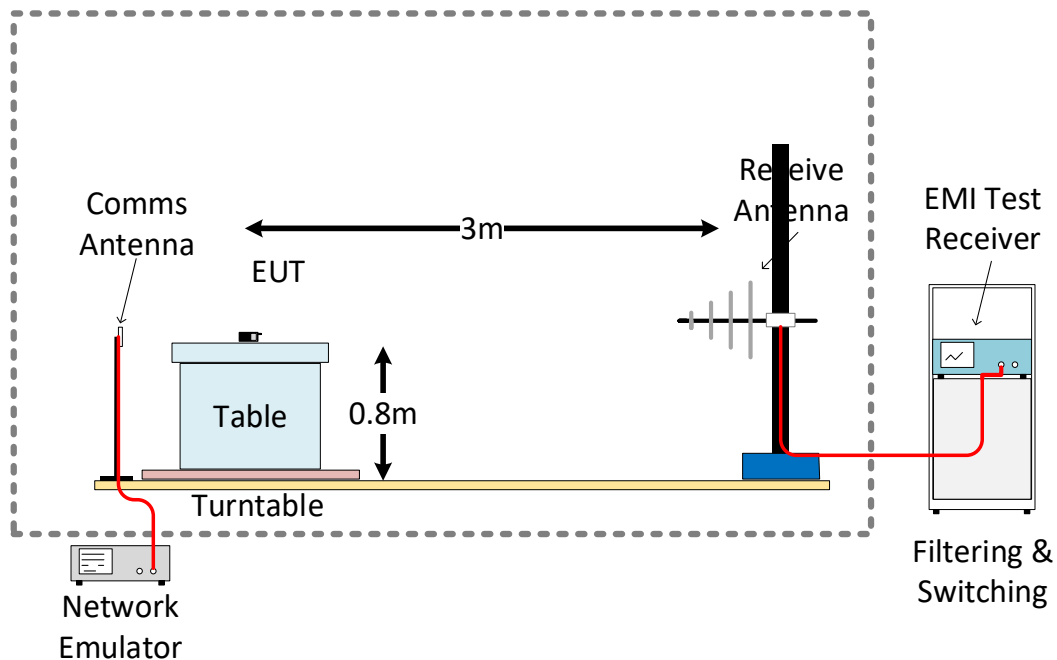 Comms
Antenna
EUT
3m
Receive
Antenna
EMI Test
Receiver
Table
0.8m
Turntable
Network
Emulator
Filtering &
Switching